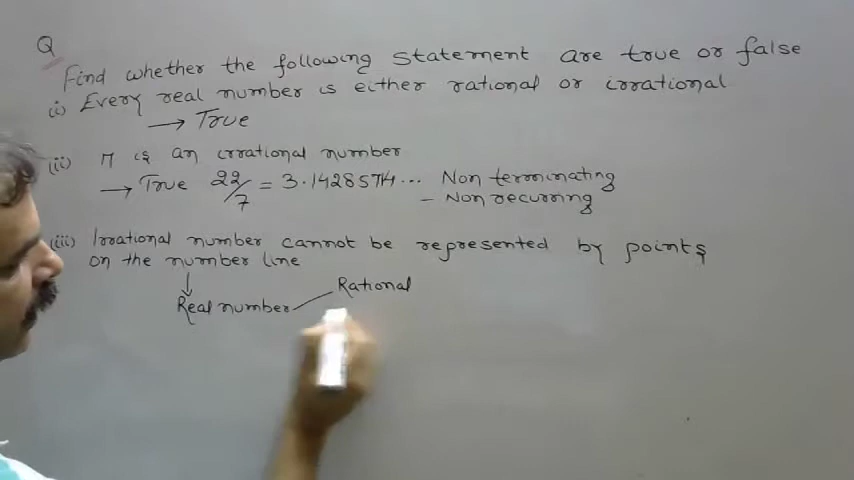 Q
Find whether the following statement are true or false
(i) Every real number is either rational or irrational
→ True
(ii) π is an irrational number
→ True 22/7 = 3.1428574... Non terminating
- Non recurring
(iii) Irrational number cannot be represented by points
on the number line
Rational
Real number